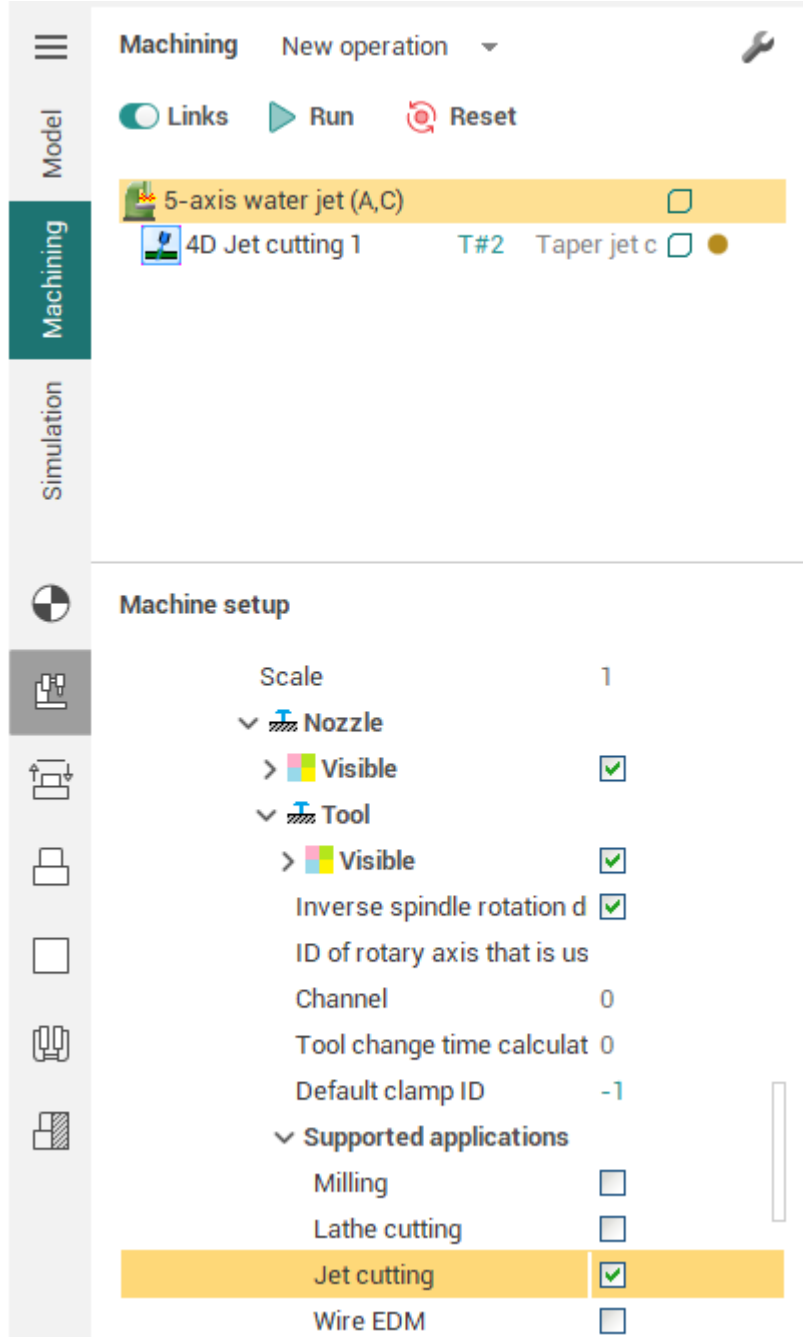 Machining New operation
Links Run Reset
Model
Machining
Simulation
5-axis water jet (A,C)
4D Jet cutting 1 T#2 Taper jet c
Machine setup
Scale 1
Nozzle
Visible
Tool
Visible
Inverse spindle rotation d
ID of rotary axis that is us
Channel 0
Tool change time calculat 0
Default clamp ID -1
Supported applications
Milling
Lathe cutting
Jet cutting
Wire EDM